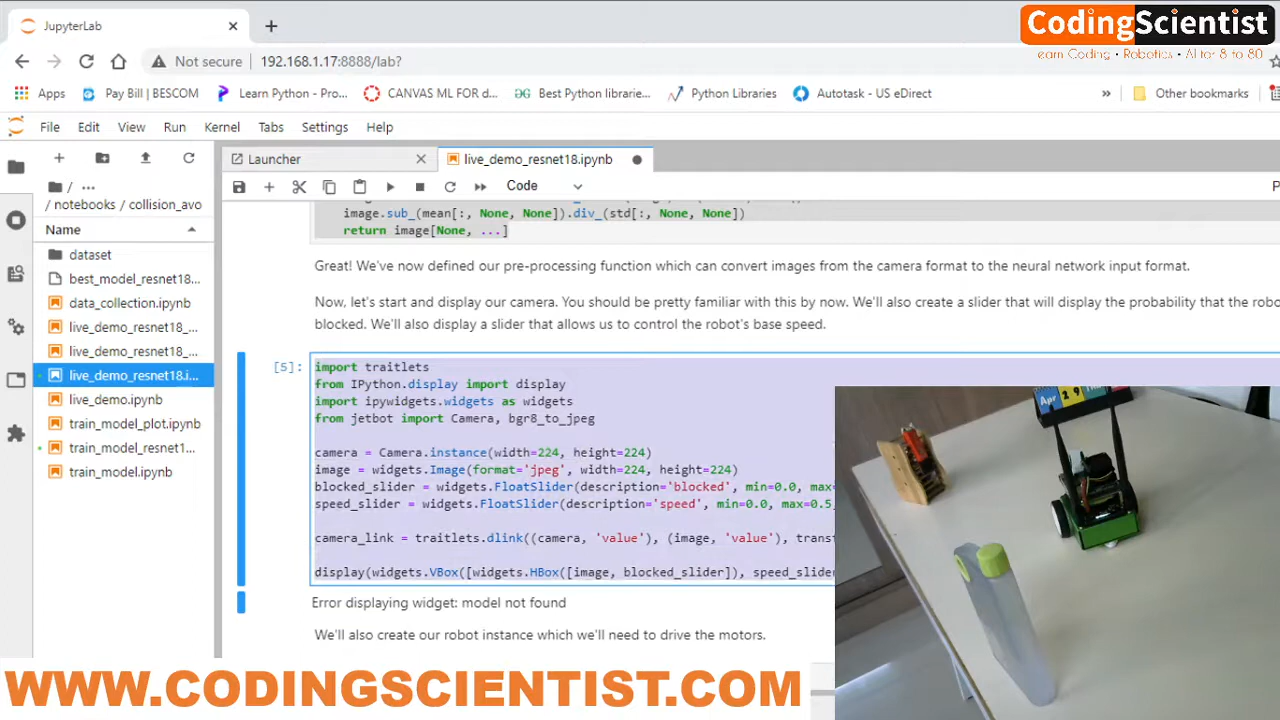 JupyterLab
CodingScientist
earn Coding • Robotics • AI for 8 to 80
Not secure 192.168.1.17:8888/lab?
Apps Pay Bill | BESCOM Learn Python - Pro... CANVAS ML FOR d... Best Python librarie... Python Libraries Autotask - US eDirect » Other bookmarks
File Edit View Run Kernel Tabs Settings Help
Launcher live_demo_resnet18.ipynb
Code
/ ...
/ notebooks / collision_avo
Name
dataset
best_model_resnet18...
data_collection.ipynb
live_demo_resnet18_...
live_demo_resnet18_...
live_demo_resnet18.i...
live_demo.ipynb
train_model_plot.ipynb
train_model_resnet1...
train_model.ipynb
image.sub_(mean[:, None, None]).div_(std[:, None, None])
return image[None, ...]
Great! We've now defined our pre-processing function which can convert images from the camera format to the neural network input format.
Now, let's start and display our camera. You should be pretty familiar with this by now. We'll also create a slider that will display the probability that the robo
blocked. We'll also display a slider that allows us to control the robot's base speed.
[5]:
import traitlets
from IPython.display import display
import ipywidgets.widgets as widgets
from jetbot import Camera, bgr8_to_jpeg
camera = Camera.instance(width=224, height=224)
image = widgets.Image(format='jpeg', width=224, height=224)
blocked_slider = widgets.FloatSlider(description='blocked', min=0.0, max=
speed_slider = widgets.FloatSlider(description='speed', min=0.0, max=0.5,
camera_link = traitlets.dlink((camera, 'value'), (image, 'value'), transf
display(widgets.VBox([widgets.HBox([image, blocked_slider]), speed_slider
Error displaying widget: model not found
We'll also create our robot instance which we'll need to drive the motors.
Apr 29
WWW.CODINGSCIENTIST.COM